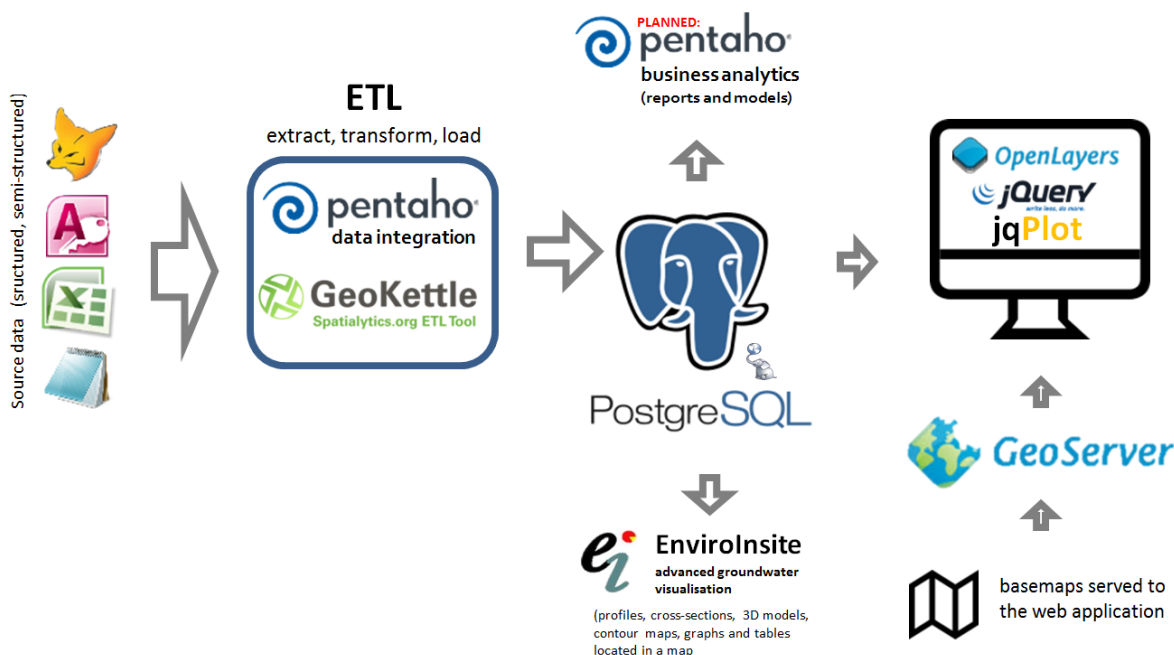 Source data (sructured, semi-structured]
A
X
ETL
extract, transform, load
pentaho
data integration
GeoKettle
Spatialytics.org ETL Tool
PLANNED:
pentaho
business analytics
(reports and models)
PostgreSQL
ei
EnviroInsite
advanced groundwater
visualisation
(profiles, cross-sections, 3D models,
contour maps, graphs and tables
located in a map
OpenLayers
jQuery
write less, do more.
jqPlot
GeoServer
basemaps served to
the web application